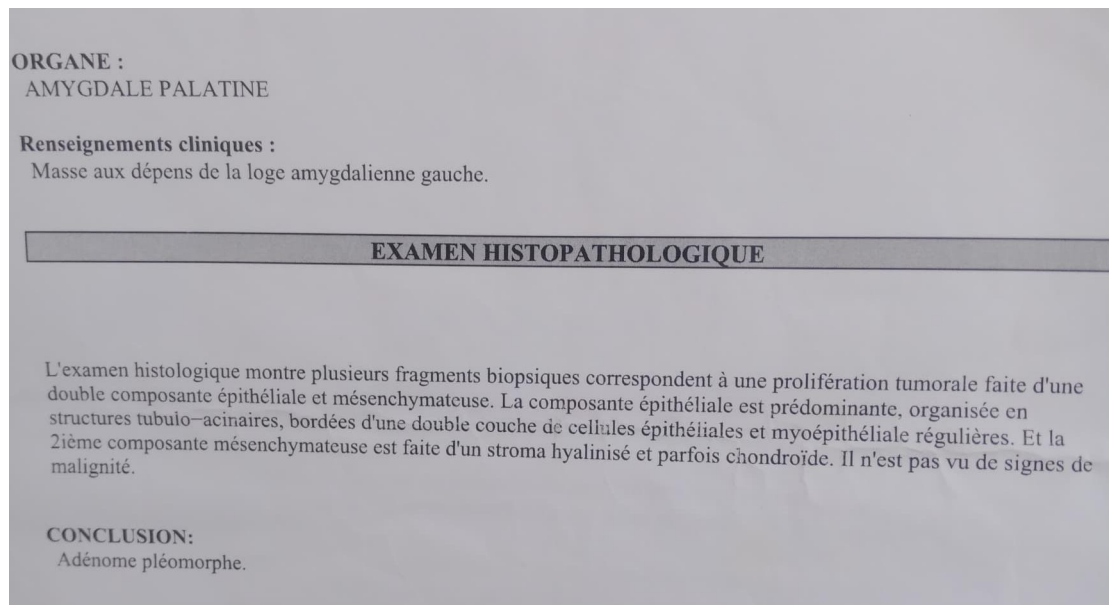 ORGANE :
AMYGDALE PALATINE
Renseignements cliniques :
Masse aux dépens de la loge amygdalienne gauche.
EXAMEN HISTOPATHOLOGIQUE
L'examen histologique montre plusieurs fragments biopsiques correspondent à une prolifération tumorale faite d'une
double composante épithéliale et mésenchymateuse. La composante épithéliale est prédominante, organisée en
structures tubulo-acinaires, bordées d'une double couche de cellules épithéliales et myoépithéliale régulières. Et la
2ième composante mésenchymateuse est faite d'un stroma hyalinisé et parfois chondroïde. Il n'est pas vu de signes de
malignité.
CONCLUSION:
Adénome pléomorphe.